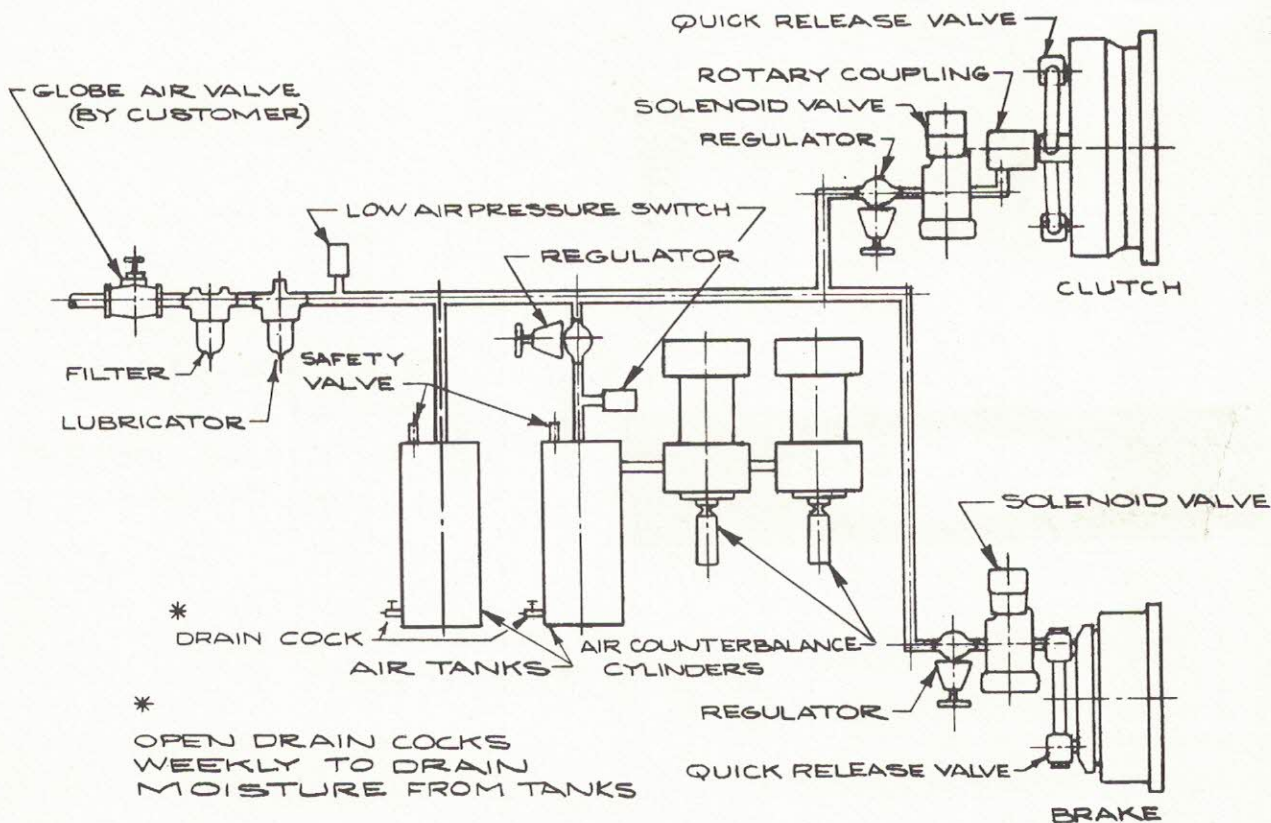 QUICK RELEASE VALVE
ROTARY COUPLING
SOLENOID VALVE
REGULATOR
GLOBE AIR VALVE
(BY CUSTOMER)
LOW AIR PRESSURE SWITCH
REGULATOR
CLUTCH
FILTER
SAFETY
VALVE
LUBRICATOR
SOLENOID VALVE
*
DRAIN COCK
AIR TANKS
AIR COUNTERBALANCE
CYLINDERS
REGULATOR
QUICK RELEASE VALVE
BRAKE
*
OPEN DRAIN COCKS
WEEKLY TO DRAIN
MOISTURE FROM TANKS